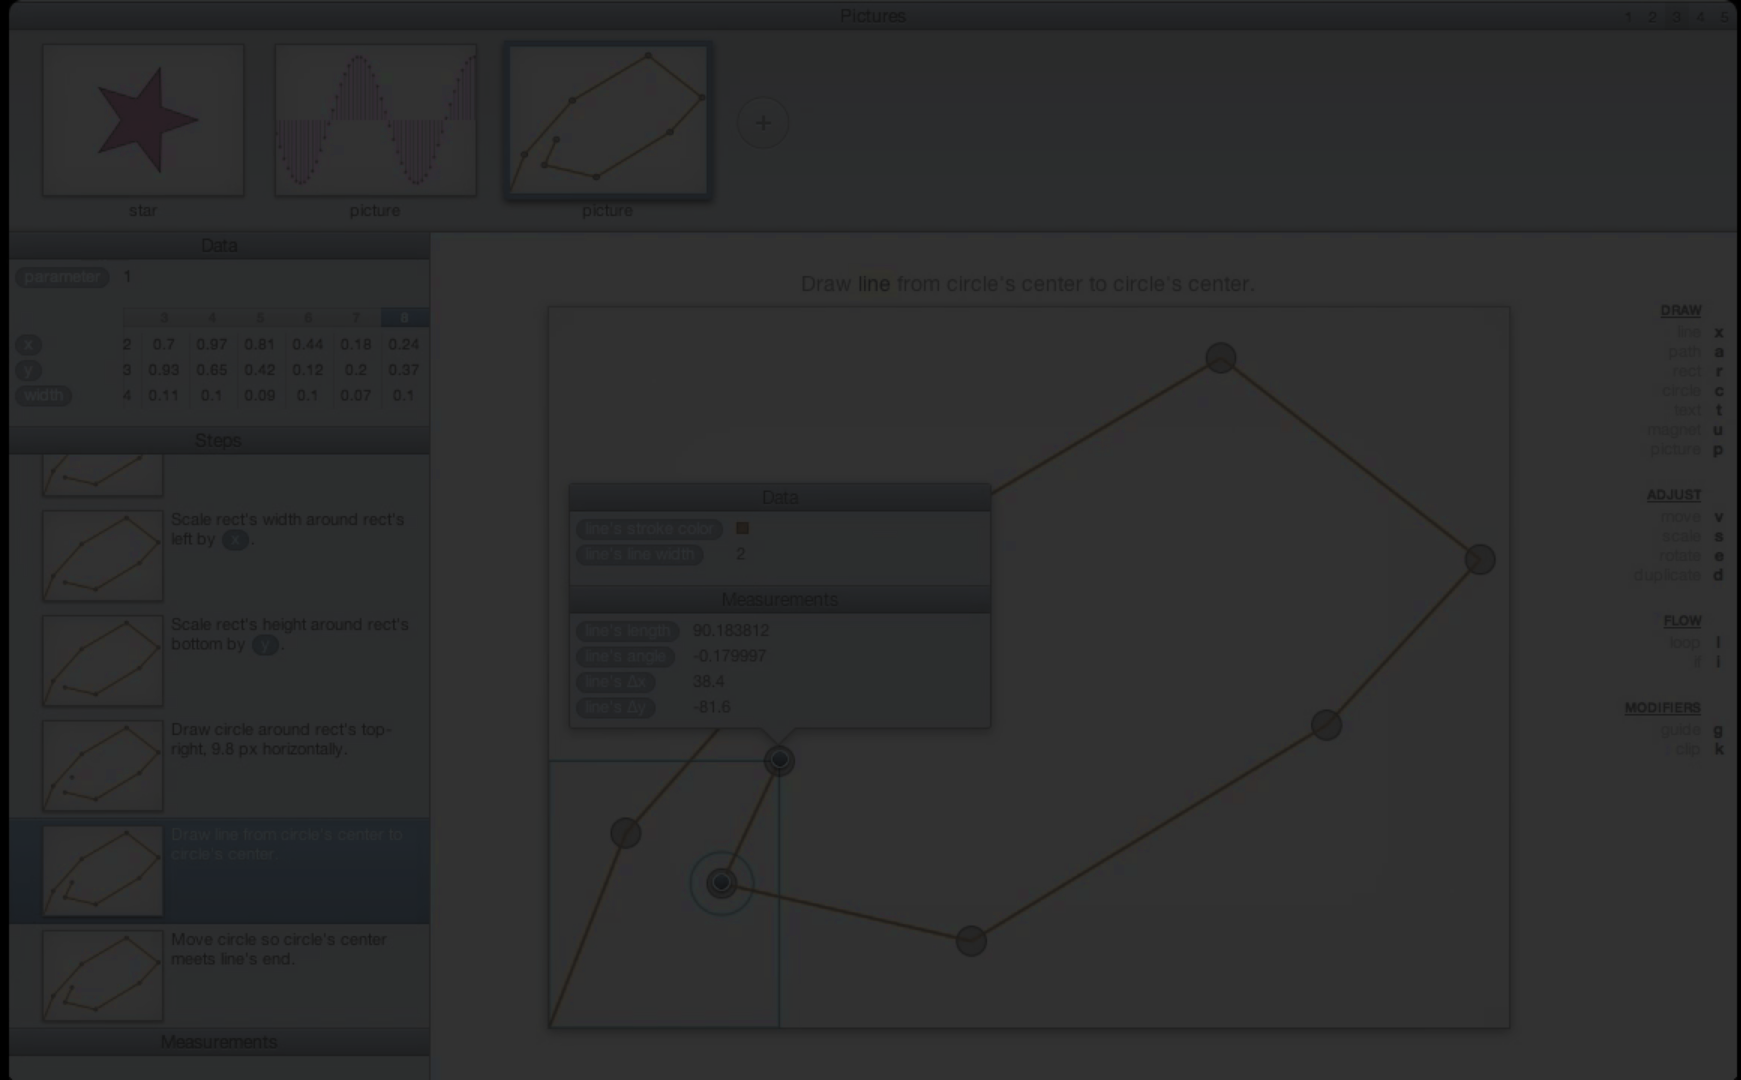 Pictures
1 2 3 4 5
star
picture
picture
Data
parameter 1
3 4 5 6 7 8
x 2 0.7 0.97 0.81 0.44 0.18 0.24
y 3 0.93 0.65 0.42 0.12 0.2 0.37
width 4 0.11 0.1 0.09 0.1 0.07 0.1
Steps
Scale rect's width around rect's
left by x .
Scale rect's height around rect's
bottom by y .
Draw circle around rect's top-
right, 9.8 px horizontally.
Draw line from circle's center to
circle's center.
Move circle so circle's center
meets line's end.
Measurements
Draw line from circle's center to circle's center.
Data
line's stroke color
line's line width 2
Measurements
line's length 90.183812
line's angle -0.179997
line's Δx 38.4
line's Δy -81.6
DRAW
line x
path a
rect r
circle c
text t
magnet u
picture p
ADJUST
move v
scale s
rotate e
duplicate d
FLOW
loop l
if i
MODIFIERS
guide g
clip k